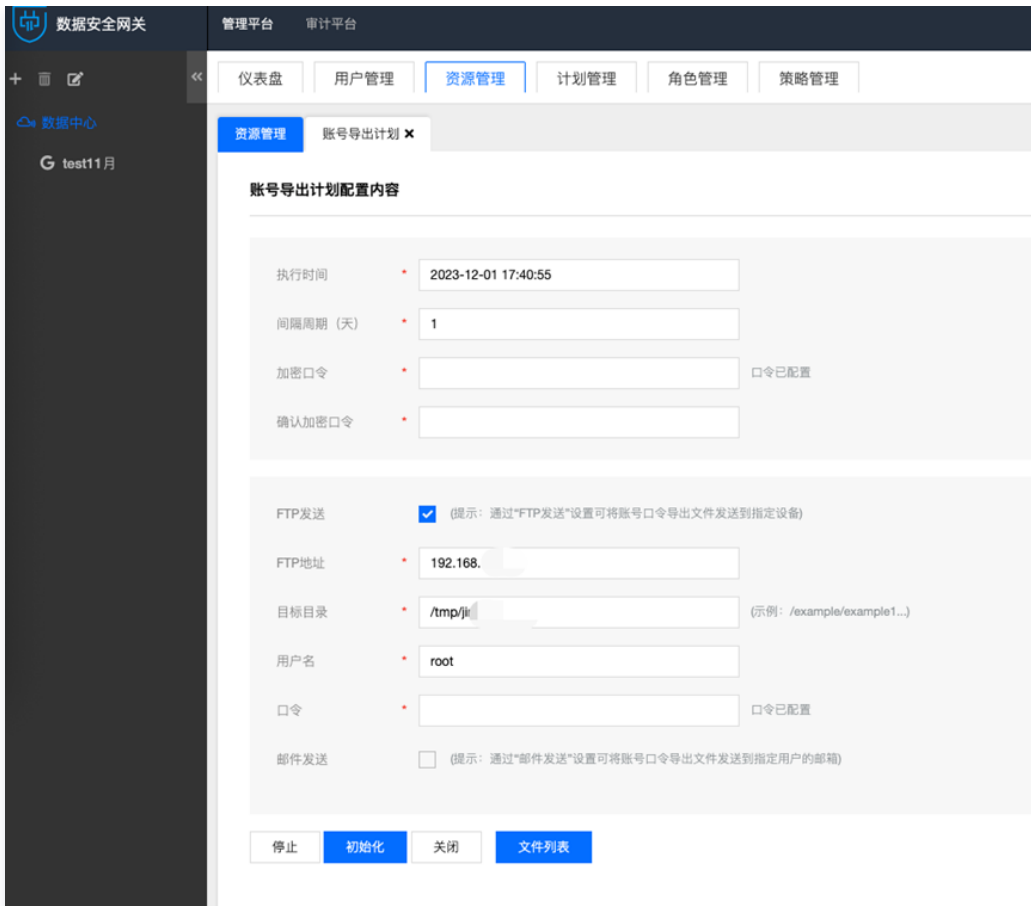 数据安全网关 管理平台 审计平台
仪表盘 用户管理 资源管理 计划管理 角色管理 策略管理
数据中心
test11月
资源管理 账号导出计划
账号导出计划配置内容
执行时间 * 2023-12-01 17:40:55
间隔周期（天） * 1
加密口令 * 口令已配置
确认加密口令 *
FTP发送 (提示：通过“FTP发送”设置可将账号口令导出文件发送到指定设备)
FTP地址 * 192.168.
目标目录 * (示例：/example/example1...)
用户名 * root
口令 * 口令已配置
邮件发送 (提示：通过“邮件发送”设置可将账号口令导出文件发送到指定用户的邮箱)
停止 初始化 关闭 文件列表